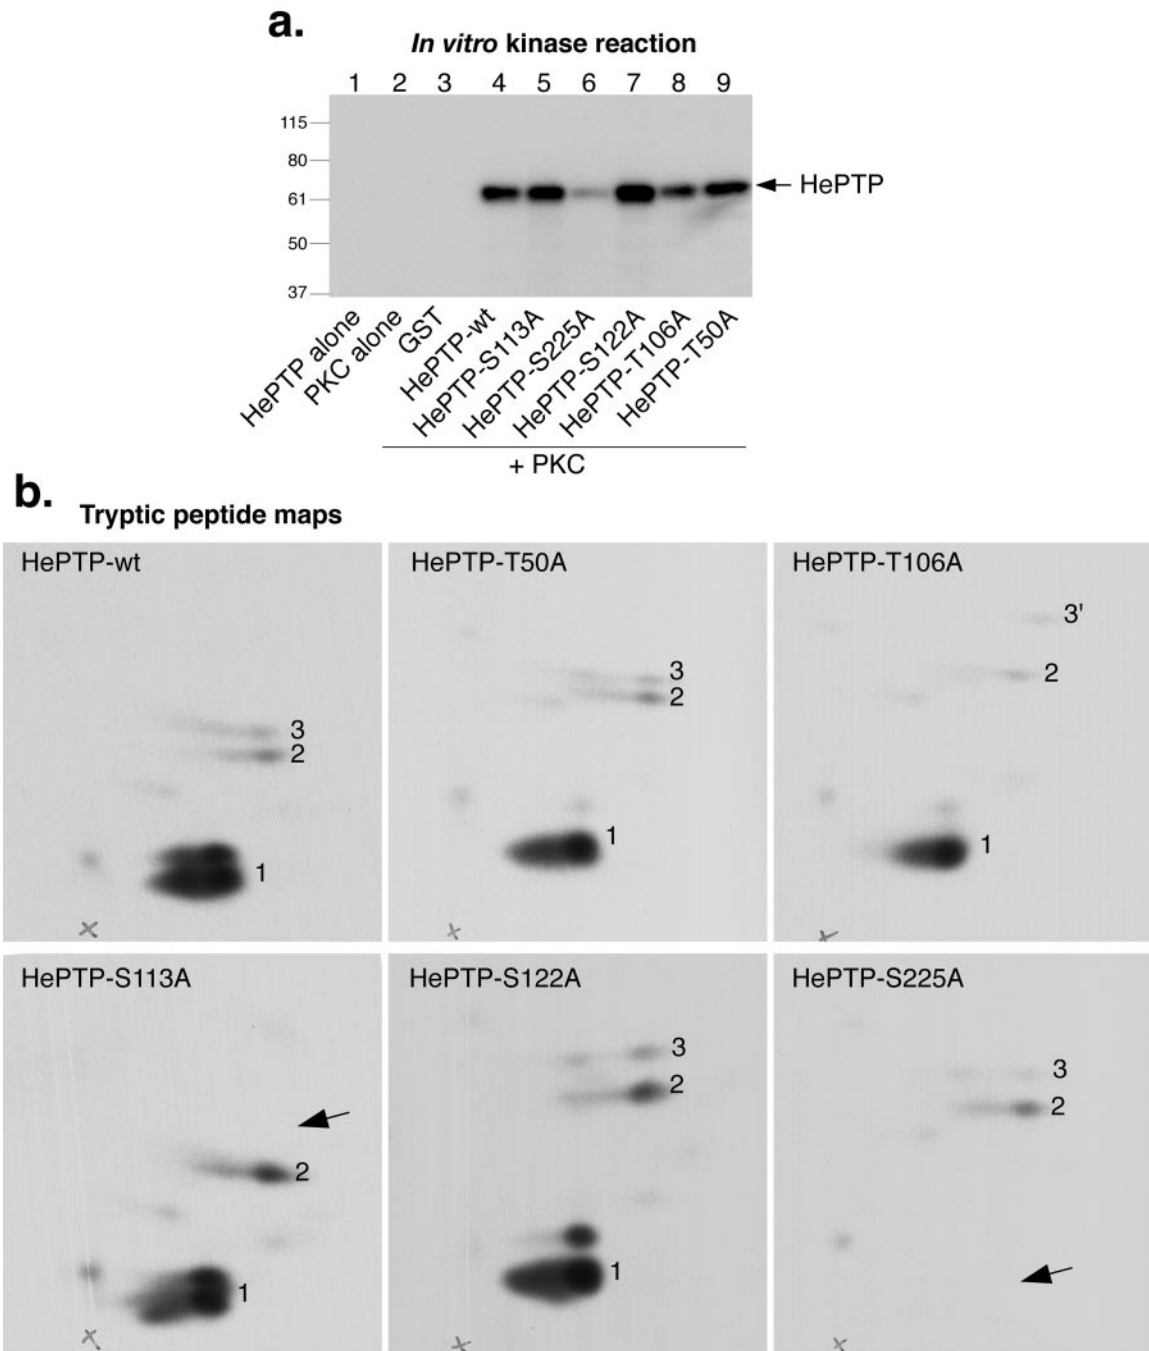 a.
In vitro kinase reaction
1 2 3 4 5 6 7 8 9
115
80
61
50
37
HePTP
HePTP alone
PKC alone
GST
HePTP-wt
HePTP-S113A
HePTP-S225A
HePTP-S122A
HePTP-T106A
HePTP-T50A
+ PKC
b.
Tryptic peptide maps
HePTP-wt
3
2
1
HePTP-T50A
3
2
1
HePTP-T106A
3'
2
1
HePTP-S113A
2
1
HePTP-S122A
3
2
1
HePTP-S225A
3
2